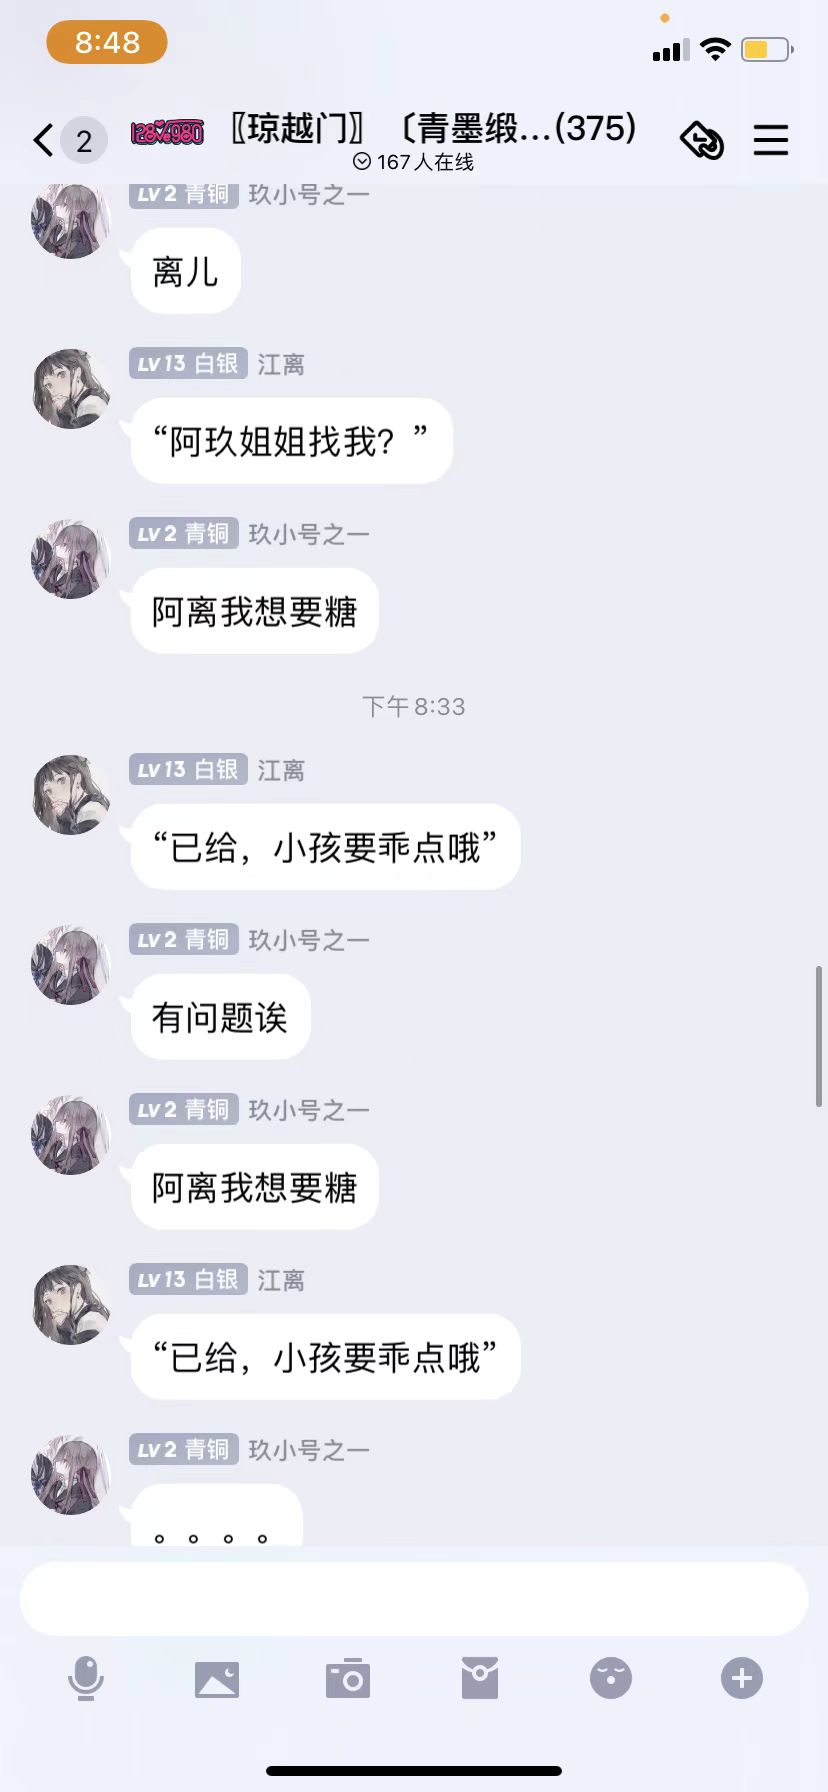 8:48
2
128√e980
〖琼越门〗〔青墨缎...(375)
167人在线
LV2 青铜 玖小号之一
离儿
LV13 白银 江离
“阿玖姐姐找我？”
LV2 青铜 玖小号之一
阿离我想要糖
下午8:33
LV13 白银 江离
“已给，小孩要乖点哦”
LV2 青铜 玖小号之一
有问题诶
LV2 青铜 玖小号之一
阿离我想要糖
LV13 白银 江离
“已给，小孩要乖点哦”
LV2 青铜 玖小号之一
。。。。